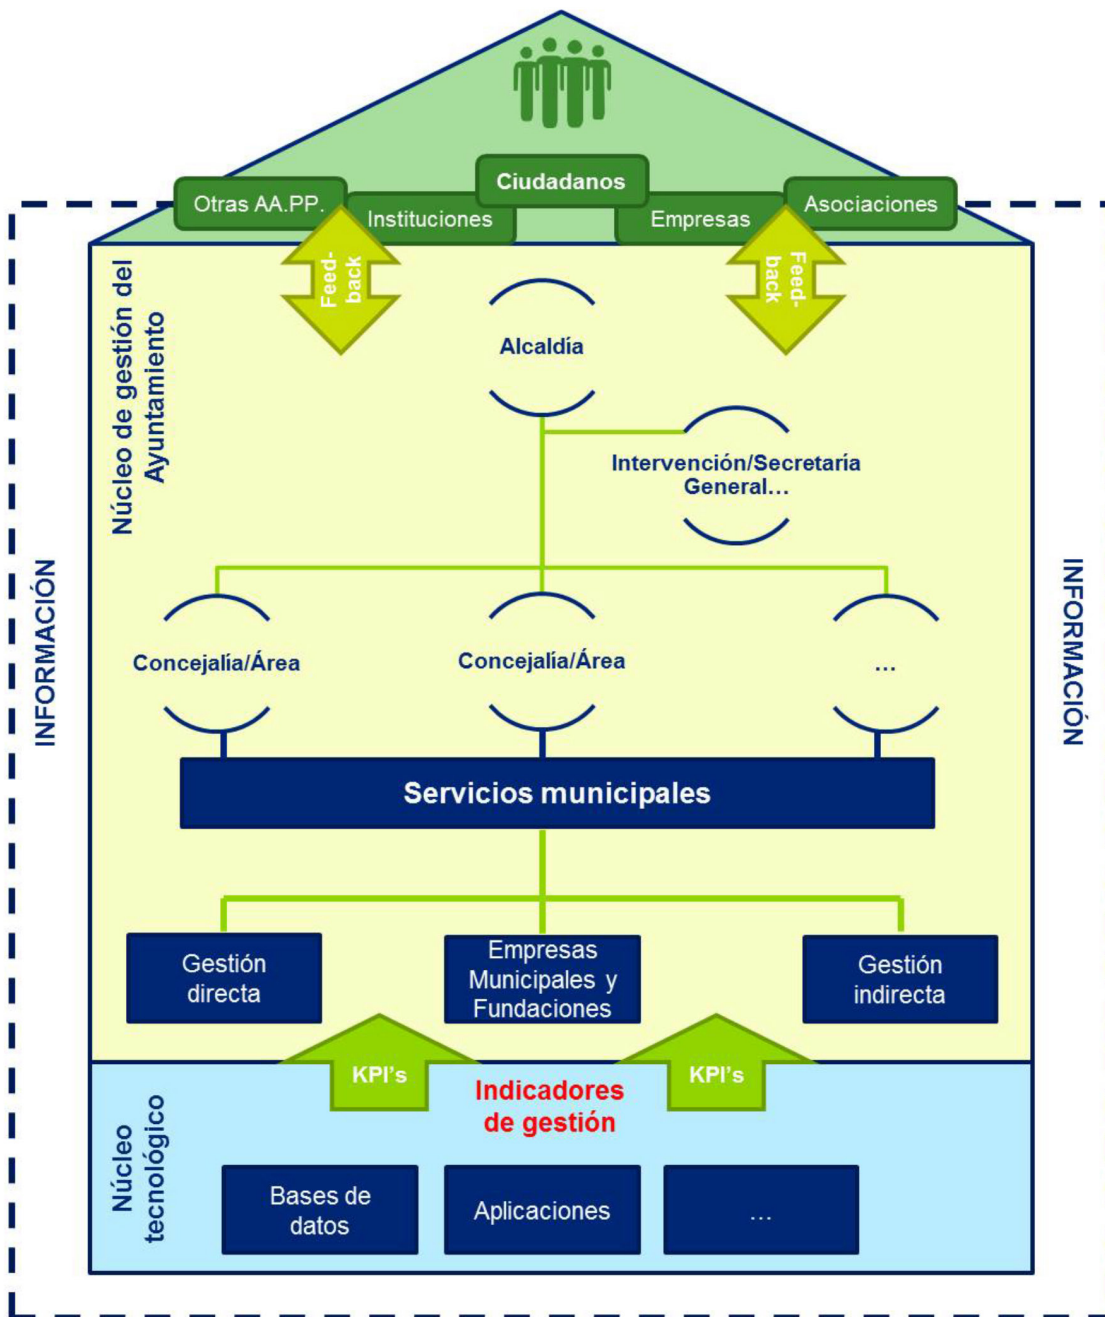 Ciudadanos
Otras AA.PP.
Instituciones
Empresas
Asociaciones
Feed-
back
Feed-
back
Núcleo de gestión del
Ayuntamiento
Alcaldía
Intervención/Secretaría
General...
INFORMACIÓN
INFORMACIÓN
Concejalía/Área
Concejalía/Área
...
Servicios municipales
Gestión
directa
Empresas
Municipales y
Fundaciones
Gestión
indirecta
KPI's
KPI's
Indicadores
de gestión
Núcleo
tecnológico
Bases de
datos
Aplicaciones
...